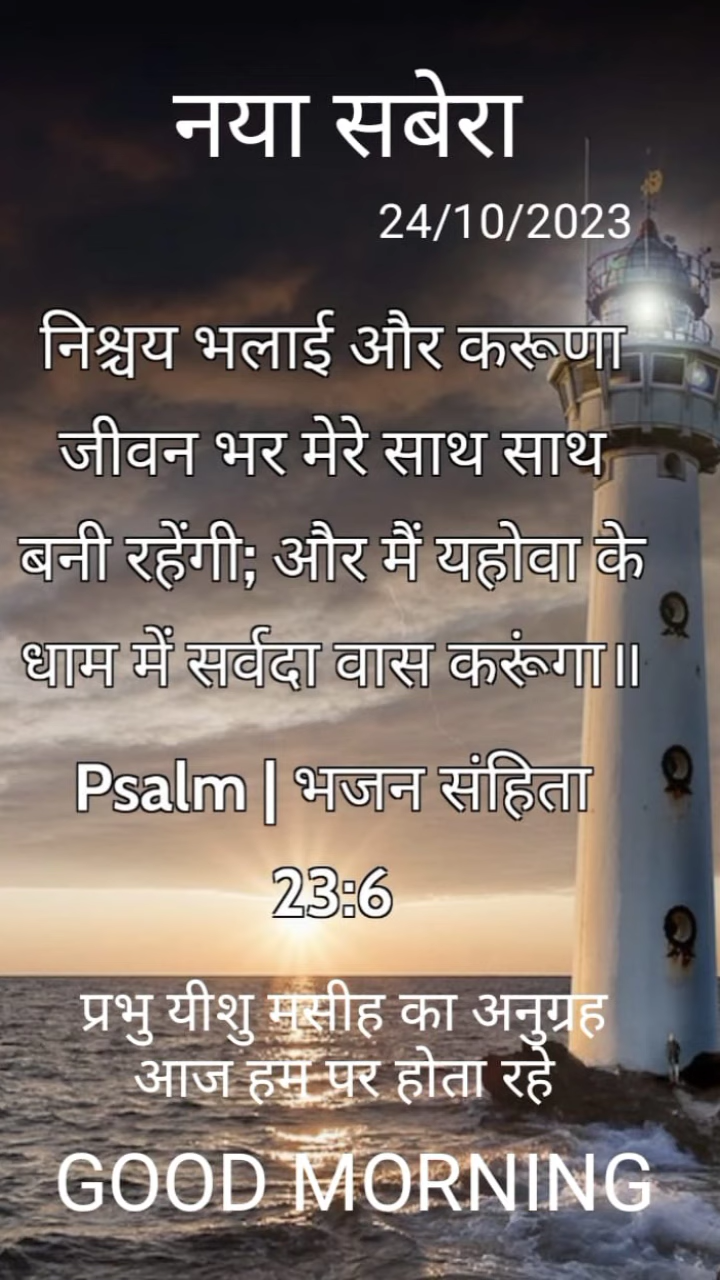 नया सबेरा
24/10/2023
निश्चय भलाई और करूणा
जीवन भर मेरे साथ साथ
बनी रहेंगी; और मैं यहोवा के
धाम में सर्वदा वास करूंगा॥
Psalm | भजन संहिता
23:6
प्रभु यीशु मसीह का अनुग्रह
आज हम पर होता रहे
GOOD MORNING